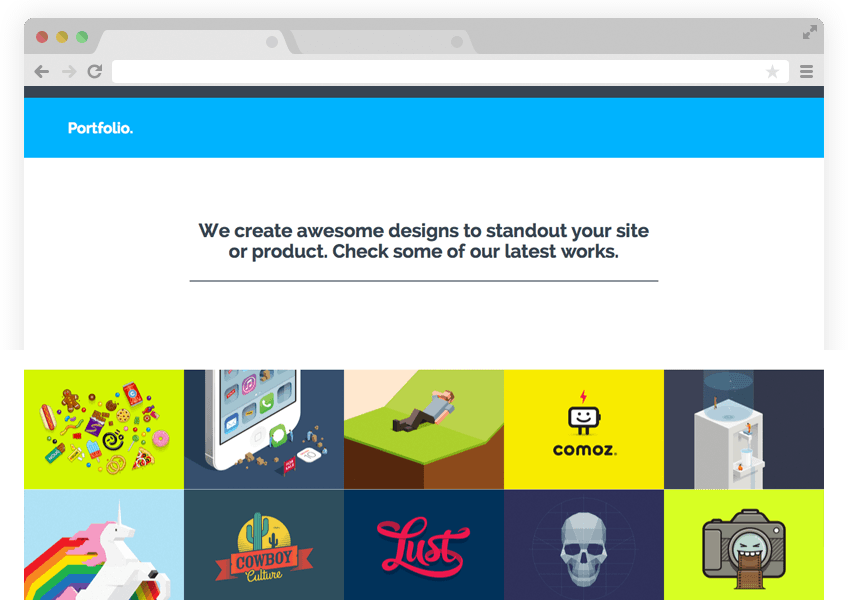 Portfolio.
We create awesome designs to standout your site
or product. Check some of our latest works.
comoz.
COWBOY
Culture
Lust